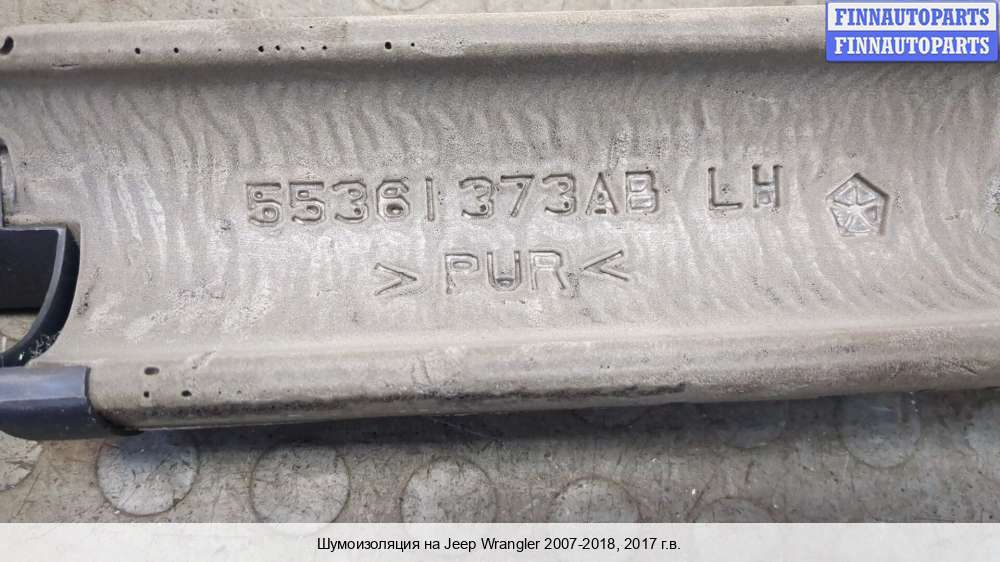 FINNAUTOPARTS
FINNAUTOPARTS
55361373AB LH
>PUR<
Шумоизоляция на Jeep Wrangler 2007-2018, 2017 г.в.